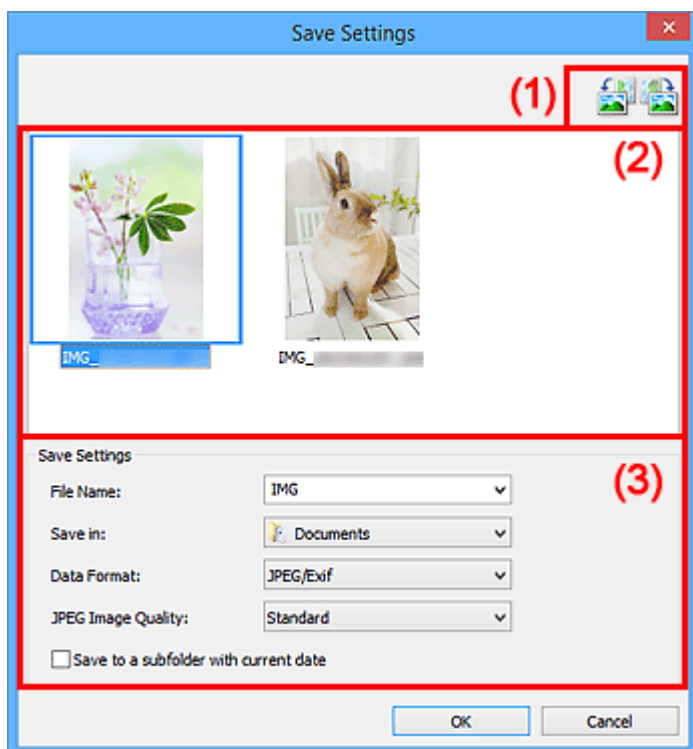 Save Settings
(1)
(2)
IMG_
IMG_
Save Settings
(3)
File Name: IMG
Save in: Documents
Data Format: JPEG/Exif
JPEG Image Quality: Standard
Save to a subfolder with current date
OK Cancel